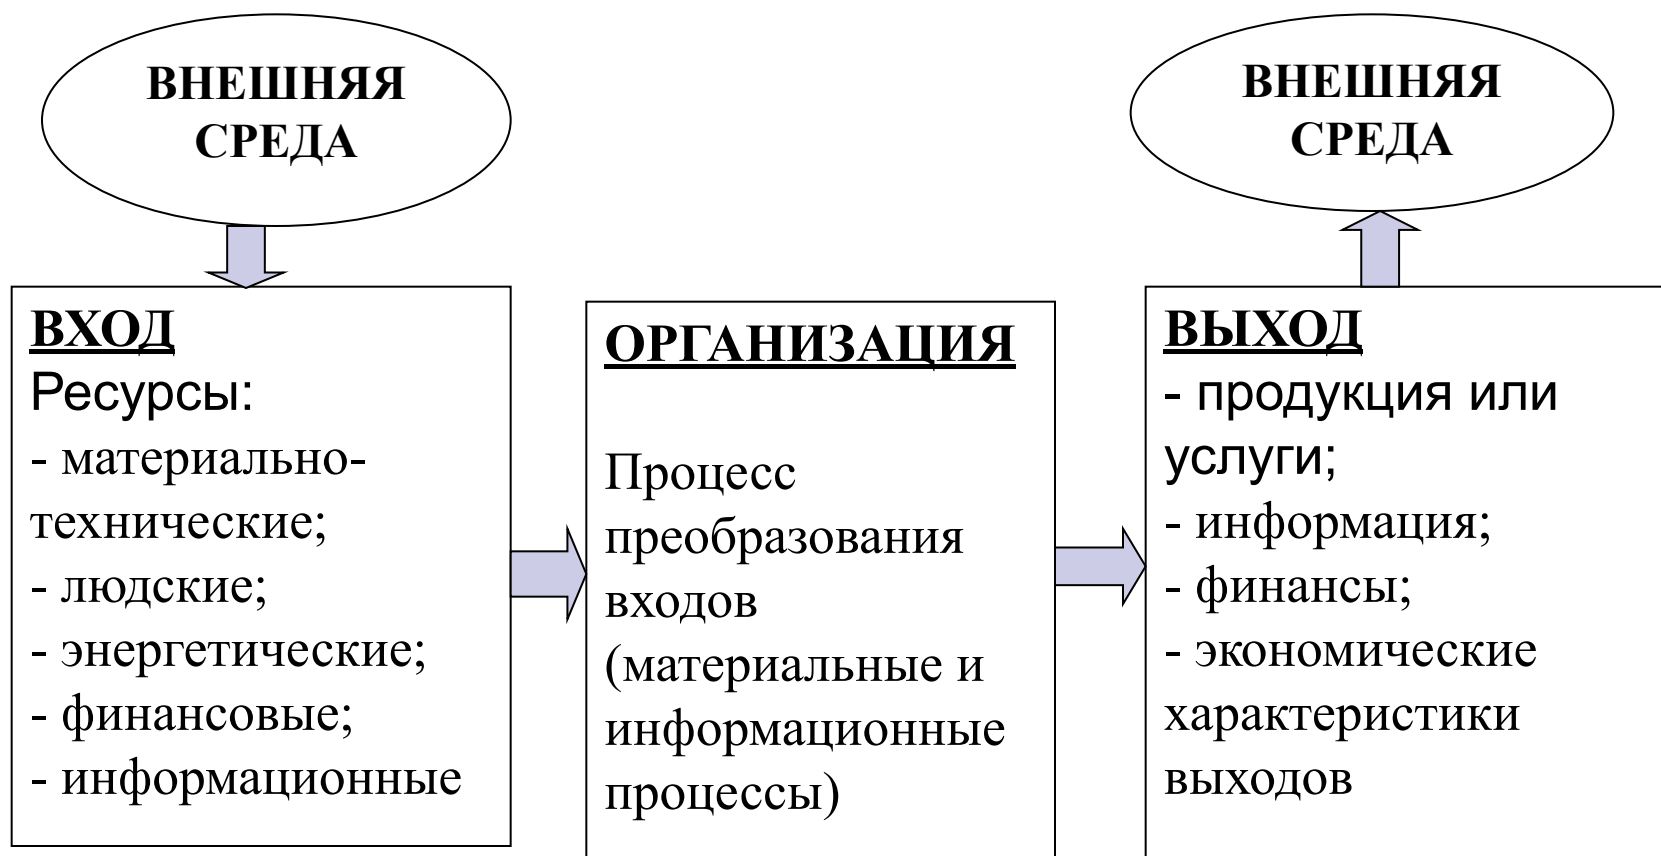 ВНЕШНЯЯ
СРЕДА
ВНЕШНЯЯ
СРЕДА
ВХОД
Ресурсы:
- материально-
технические;
- людские;
- энергетические;
- финансовые;
- информационные
ОРГАНИЗАЦИЯ
Процесс
преобразования
входов
(материальные и
информационные
процессы)
ВЫХОД
- продукция или
услуги;
- информация;
- финансы;
- экономические
характеристики
выходов